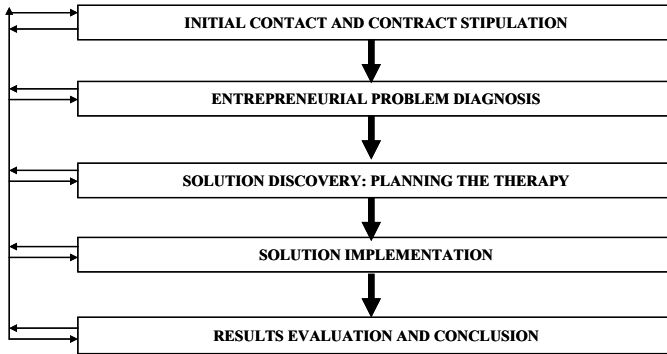 INITIAL CONTACT AND CONTRACT STIPULATION
ENTREPRENEURIAL PROBLEM DIAGNOSIS
SOLUTION DISCOVERY: PLANNING THE THERAPY
SOLUTION IMPLEMENTATION
RESULTS EVALUATION AND CONCLUSION